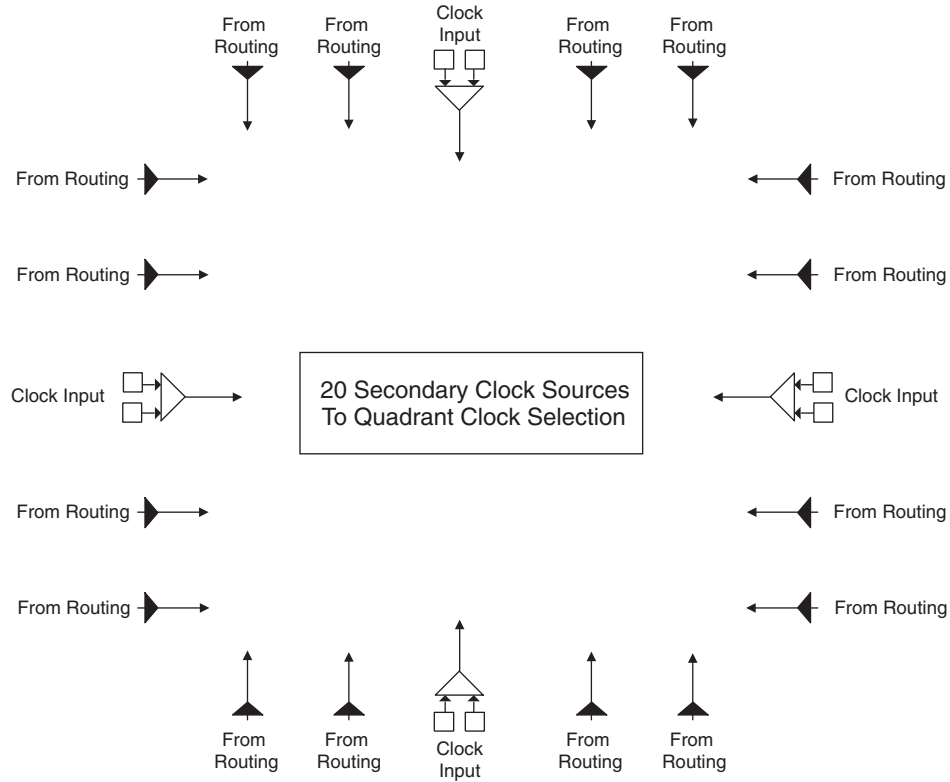 From
Routing
From
Routing
Clock
Input
From
Routing
From
Routing
From Routing
From Routing
From Routing
From Routing
Clock Input
20 Secondary Clock Sources
To Quadrant Clock Selection
Clock Input
From Routing
From Routing
From Routing
From Routing
From
Routing
From
Routing
Clock
Input
From
Routing
From
Routing